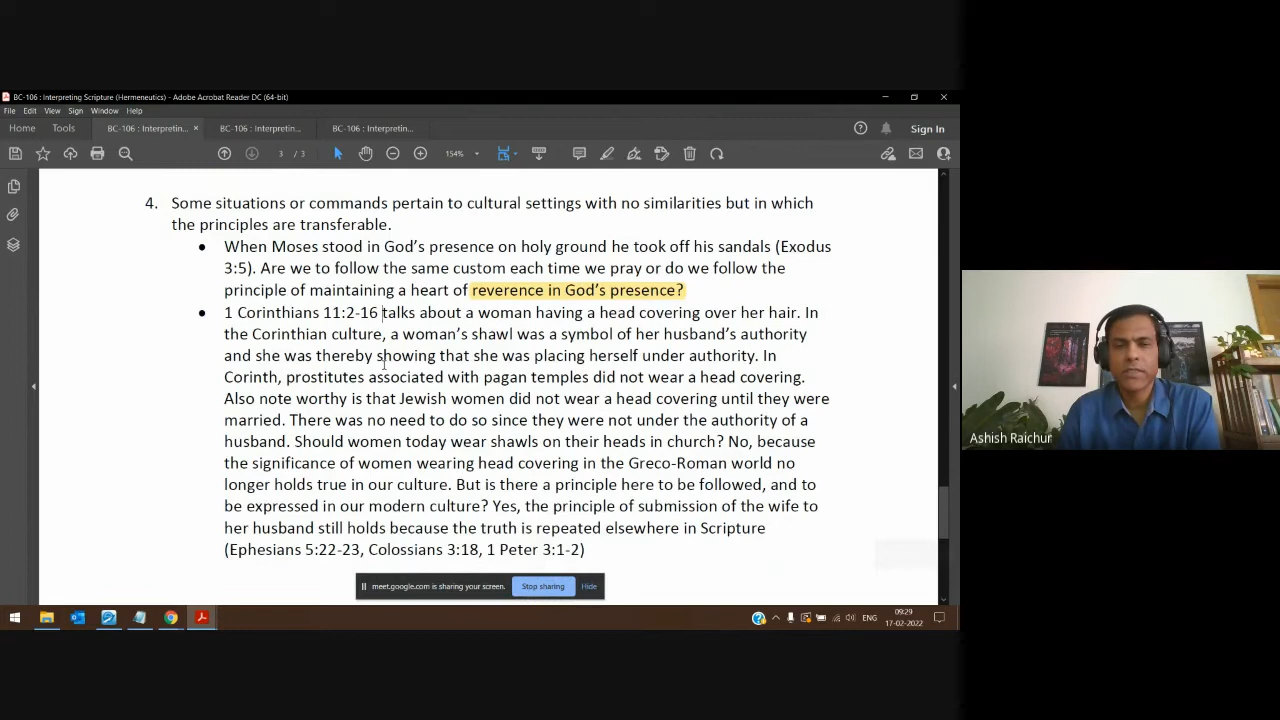 BC-106 : Interpreting Scripture (Hermeneutics) - Adobe Acrobat Reader DC (64-bit)
File Edit View Sign Window Help
Home Tools BC-106 : Interpretin... × BC-106 : Interpretin... BC-106 : Interpretin... Sign In
3 / 3 154%
4. Some situations or commands pertain to cultural settings with no similarities but in which
the principles are transferable.
• When Moses stood in God’s presence on holy ground he took off his sandals (Exodus
3:5). Are we to follow the same custom each time we pray or do we follow the
principle of maintaining a heart of reverence in God’s presence?
• 1 Corinthians 11:2-16 talks about a woman having a head covering over her hair. In
the Corinthian culture, a woman’s shawl was a symbol of her husband’s authority
and she was thereby showing that she was placing herself under authority. In
Corinth, prostitutes associated with pagan temples did not wear a head covering.
Also note worthy is that Jewish women did not wear a head covering until they were
married. There was no need to do so since they were not under the authority of a
husband. Should women today wear shawls on their heads in church? No, because
the significance of women wearing head covering in the Greco-Roman world no
longer holds true in our culture. But is there a principle here to be followed, and to
be expressed in our modern culture? Yes, the principle of submission of the wife to
her husband still holds because the truth is repeated elsewhere in Scripture
(Ephesians 5:22-23, Colossians 3:18, 1 Peter 3:1-2)
Ashish Raichur
meet.google.com is sharing your screen. Stop sharing Hide
ENG 09:29
17-02-2022